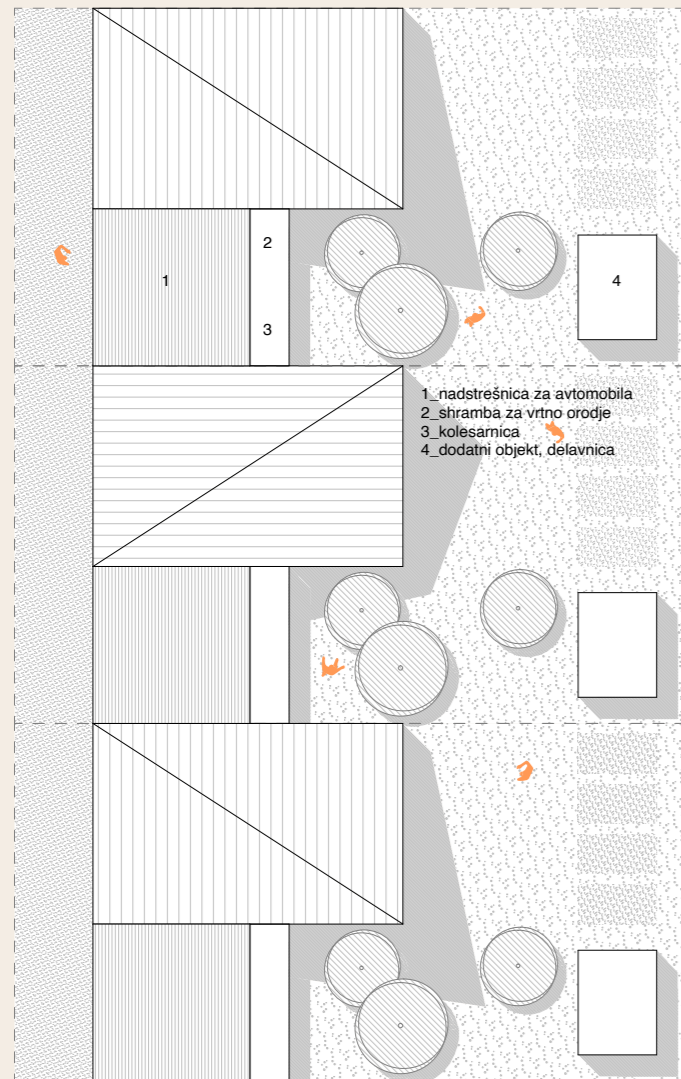 2
1
4
3
1_nadstrešnica za avtomobila
2_shramba za vrtno orodje
3_kolesarnica
4_dodatni objekt, delavnica